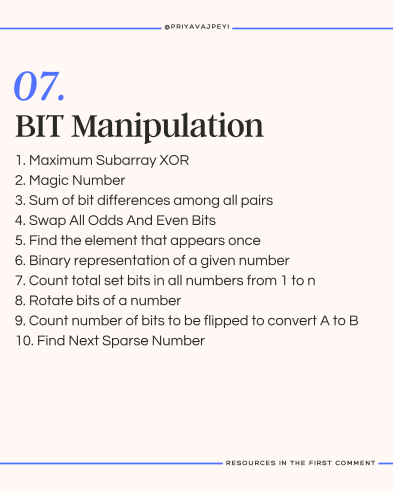 @PRIYAVAJPEYI
07.
BIT Manipulation
1. Maximum Subarray XOR
2. Magic Number
3. Sum of bit differences among all pairs
4. Swap All Odds And Even Bits
5. Find the element that appears once
6. Binary representation of a given number
7. Count total set bits in all numbers from 1 to n
8. Rotate bits of a number
9. Count number of bits to be flipped to convert A to B
10. Find Next Sparse Number
RESOURCES IN THE FIRST COMMENT